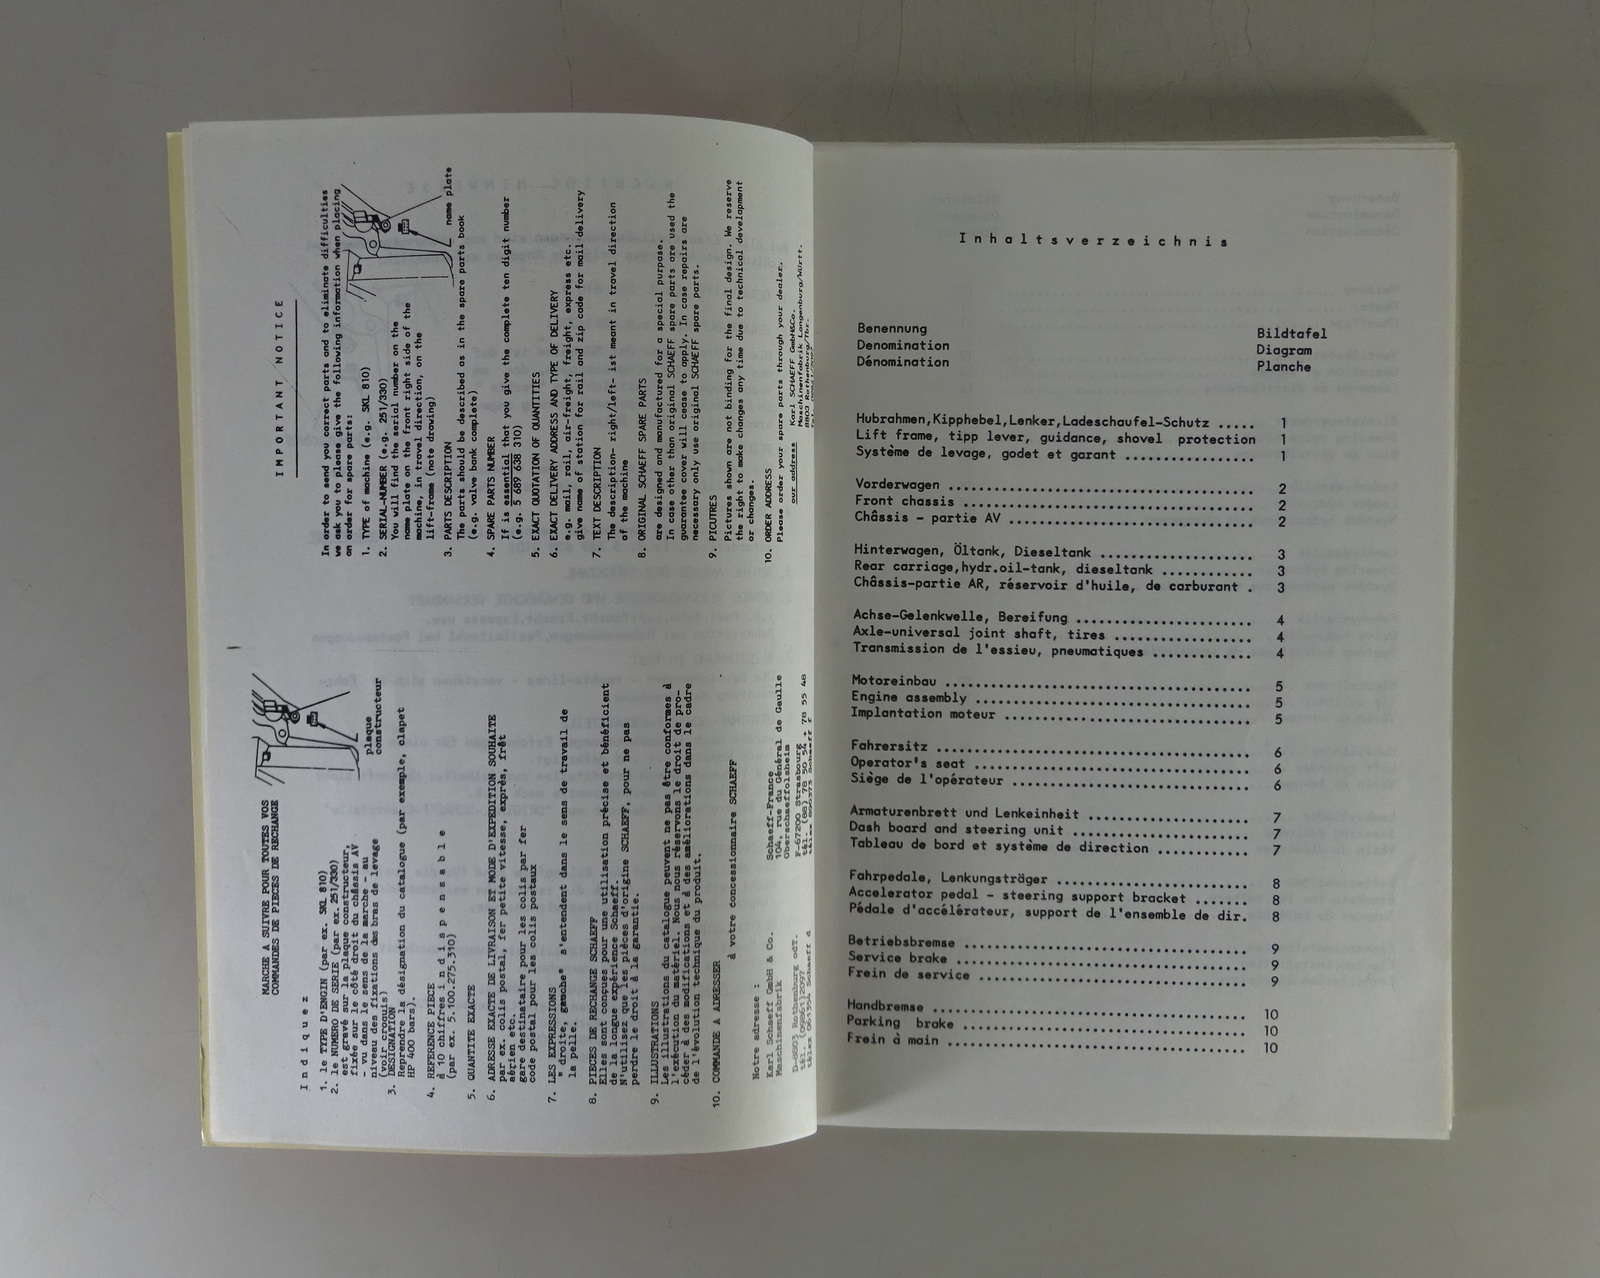 IMPORTANT NOTICE
In order to send you correct parts and to eliminate difficulties
we ask you to please give the following information when placing
an order for spare parts:
1. TYPE of machine (e.g. SKL 810)
2. SERIAL-NUMBER (e.g. 251/330)
You will find the serial number on the
name plate on the front right side of the
machine, in travel direction, on the
lift-frame (note drawing)
name plate
3. PARTS DESCRIPTION
The parts should be described as in the spare parts book
(e.g. valve bank complete)
4. SPARE PARTS NUMBER
If is essential that you give the complete ten digit number
(e.g. 5 689 638 310)
5. EXACT QUOTATION OF QUANTITIES
6. EXACT DELIVERY ADDRESS AND TYPE OF DELIVERY
e.g. mail, rail, air-freight, freight, express etc.
give name of station for rail and zip code for mail delivery
7. TEXT DESCRIPTION
The description- right/left- ist meant in travel direction
of the machine
8. ORIGINAL SCHAEFF SPARE PARTS
are designed and manufactured for a special purpose.
In case other than original SCHAEFF spare parts are used the
guarantee cover will cease to apply. In case repairs are
necessary only use original SCHAEFF spare parts.
9. PICUTRES
Pictures shown are not binding for the final design. We reserve
the right to make changes any time due to technical development
or changes.
10. ORDER ADDRESS
Please order your spare parts through your dealer.
our address
Karl SCHAEFF GmbH&Co.
Maschinenfabrik Langenburg/Württ.
8803 Rothenburg/Tbr.
MARCHE A SUIVRE POUR TOUTES VOS
COMMANDES DE PIECES DE RECHANGE
plaque
constructeur
Indiquez
1. le TYPE D'ENGIN (par ex. SKL 810)
2. le NUMERO DE SERIE (par ex. 251/330)
est gravé sur la plaque constructeur,
fixée sur le côté droit du châssis AV
- vu dans le sens de la marche - au
niveau des fixations des bras de levage
(voir croquis)
3. DESIGNATION
Reprendre la désignation du catalogue (par exemple, clapet
HP 400 bars).
4. REFERENCE PIECE
à 10 chiffres indispensable
(par ex. 5.100.275.310)
5. QUANTITE EXACTE
6. ADRESSE EXACTE DE LIVRAISON ET MODE D'EXPEDITION SOUHAITE
par ex. colis postal, fer petite vitesse, exprès, frêt
aérien etc.
gare destinataire pour les colis par fer
code postal pour les colis postaux
7. LES EXPRESSIONS
" droite, gauche" s'entendent dans le sens de travail de
la pelle.
8. PIECES DE RECHANGE SCHAEFF
Elles sont conçues pour une utilisation précise et bénéficient
de la longue expérience Schaeff.
N'utilisez que les pièces d'origine SCHAEFF, pour ne pas
perdre le droit à la garantie.
9. ILLUSTRATIONS
Les illustrations du catalogue peuvent ne pas être conformes à
l'exécution du matériel. Nous nous réservons le droit de pro-
céder à des modifications et à des améliorations dans le cadre
de l'évolution technique du produit.
10. COMMANDE A ADRESSER
à votre concessionnaire SCHAEFF
Notre adresse :
Karl Schaeff GmbH & Co.
Maschinenfabrik
D-8803 Rothenburg odT.
tél. (09861)2097
Schaeff-France
104, rue du Général de Gaulle
Oberschaeffolsheim
F-67200 Strasbourg
tél. (88) 78 50 54 + 78 55 48
Inhaltsverzeichnis
Benennung Bildtafel
Denomination Diagram
Dénomination Planche
Hubrahmen,Kipphebel,Lenker,Ladeschaufel-Schutz ..... 1
Lift frame, tipp lever, guidance, shovel protection 1
Système de levage, godet et garant ................ 1
Vorderwagen ....................................... 2
Front chassis ..................................... 2
Châssis - partie AV ............................... 2
Hinterwagen, Öltank, Dieseltank ................... 3
Rear carriage,hydr.oil-tank, dieseltank ............ 3
Châssis-partie AR, réservoir d'huile, de carburant . 3
Achse-Gelenkwelle, Bereifung ...................... 4
Axle-universal joint shaft, tires ................. 4
Transmission de l'essieu, pneumatiques ............ 4
Motoreinbau ....................................... 5
Engine assembly ................................... 5
Implantation moteur ............................... 5
Fahrersitz ........................................ 6
Operator's seat ................................... 6
Siège de l'opérateur .............................. 6
Armaturenbrett und Lenkeinheit .................... 7
Dash board and steering unit ...................... 7
Tableau de bord et système de direction ........... 7
Fahrpedale, Lenkungsträger ........................ 8
Accelerator pedal - steering support bracket ...... 8
Pédale d'accélérateur, support de l'ensemble de dir. 8
Betriebsbremse .................................... 9
Service brake ..................................... 9
Frein de service .................................. 9
Handbremse ........................................ 10
Parking brake ..................................... 10
Frein à main ...................................... 10